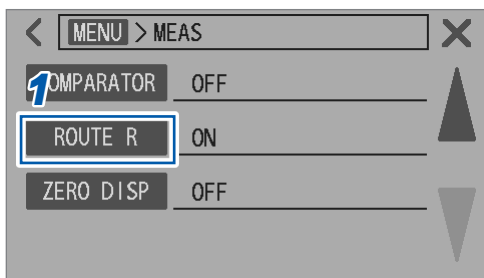 MENU > MEAS
1
OMPARATOR OFF
ROUTE R ON
ZERO DISP OFF